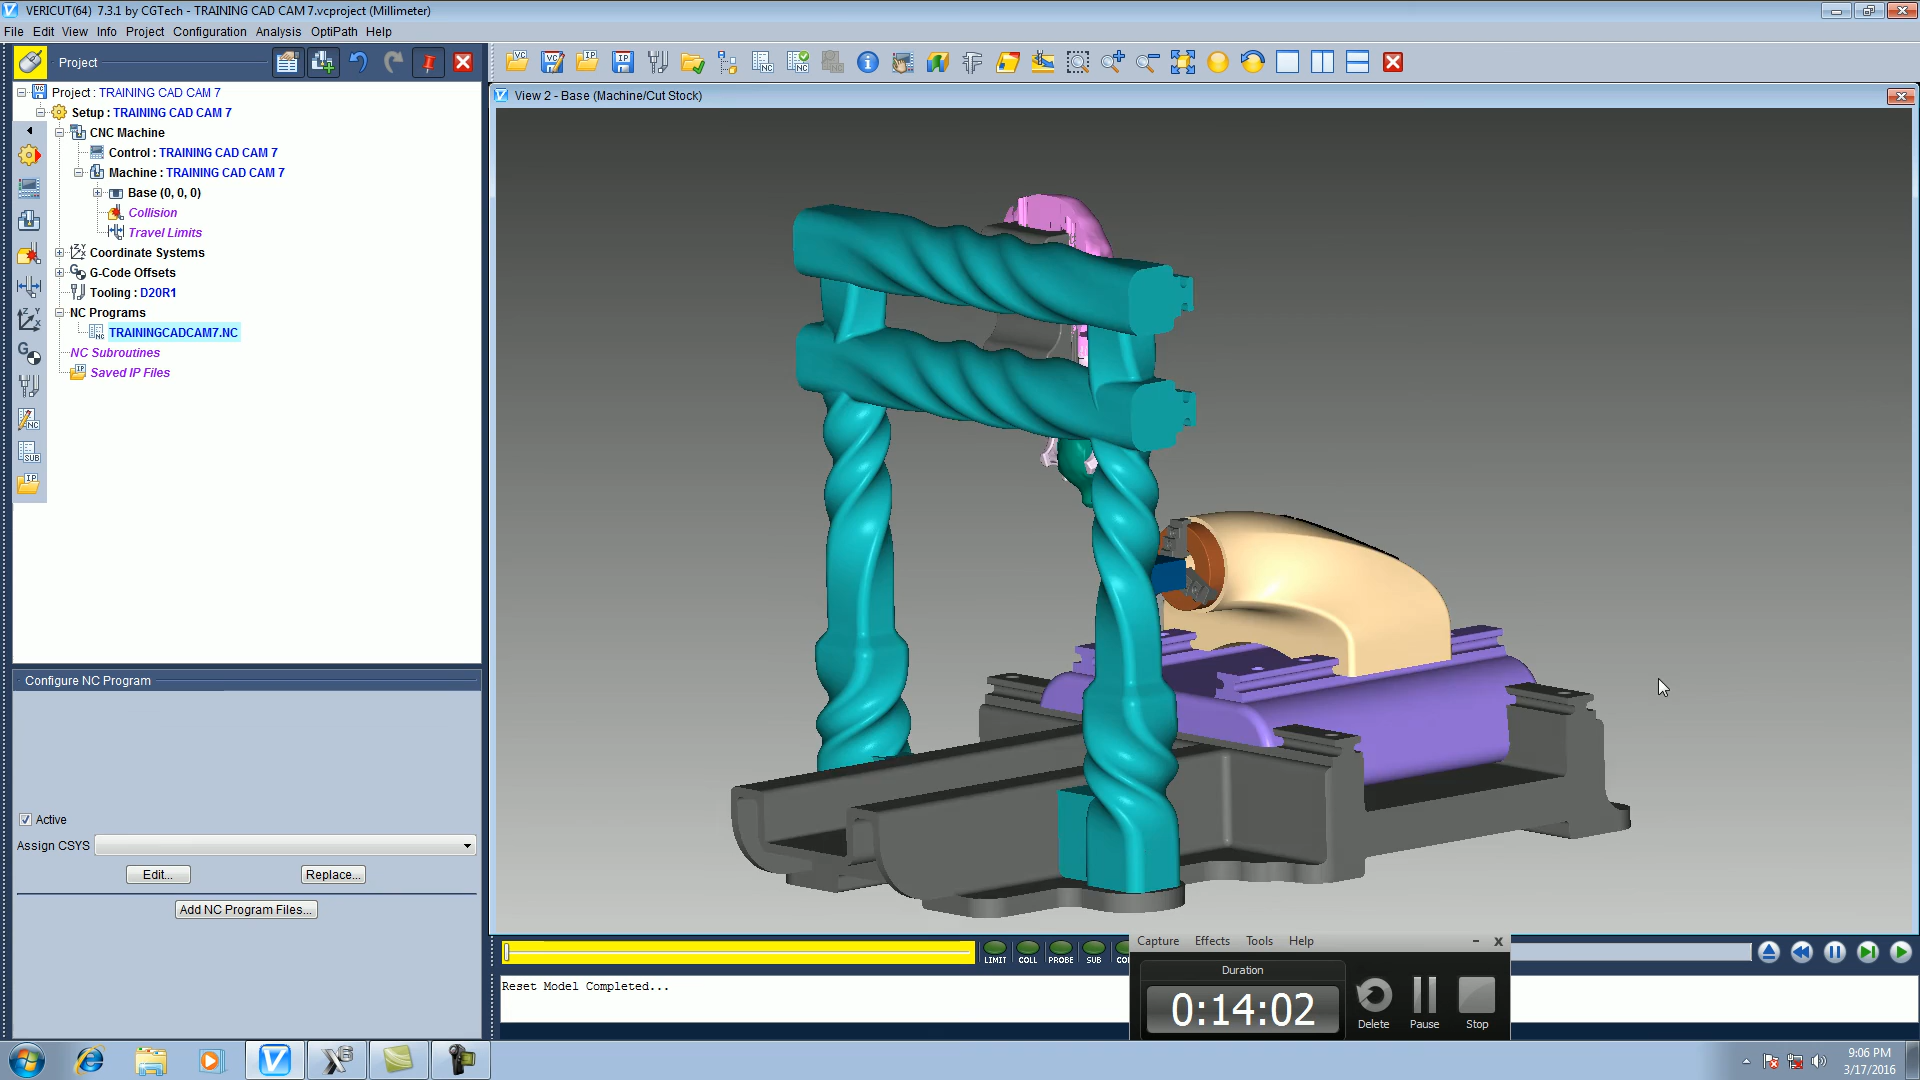 VERICUT(64) 7.3.1 by CGTech - TRAINING CAD CAM 7.vcproject (Millimeter)
File Edit View Info Project Configuration Analysis OptiPath Help
Project
Project : TRAINING CAD CAM 7
Setup : TRAINING CAD CAM 7
CNC Machine
Control : TRAINING CAD CAM 7
Machine : TRAINING CAD CAM 7
Base (0, 0, 0)
Collision
Travel Limits
Coordinate Systems
G-Code Offsets
Tooling : D20R1
NC Programs
TRAININGCADCAM7.NC
NC Subroutines
Saved IP Files
Configure NC Program
Active
Assign CSYS
Edit...
Replace...
Add NC Program Files...
View 2 - Base (Machine/Cut Stock)
LIMIT COLL PROBE SUB
Reset Model Completed...
Capture Effects Tools Help
Duration
0:14:02
Delete Pause Stop
9:06 PM
3/17/2016